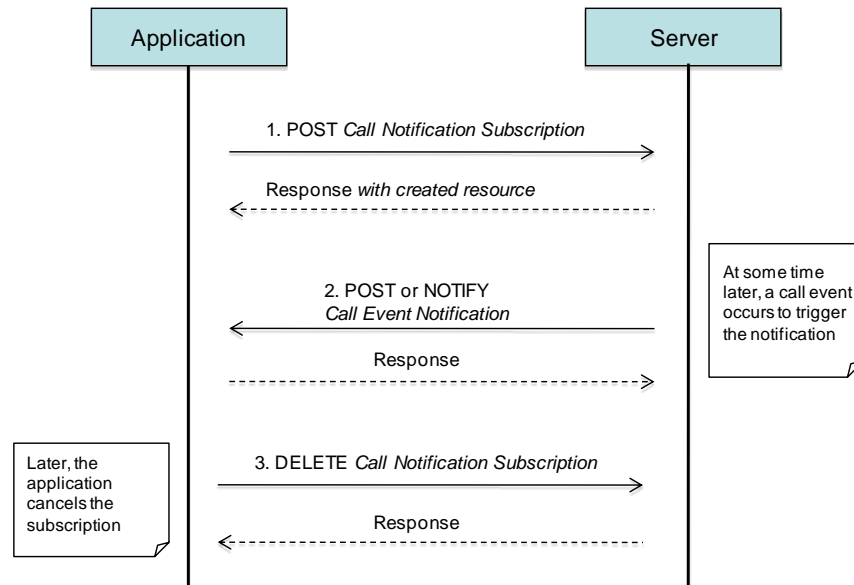 Application
Server
1. POST Call Notification Subscription
Response with created resource
At some time
later, a call event
occurs to trigger
the notification
2. POST or NOTIFY
Call Event Notification
Response
Later, the
application
cancels the
subscription
3. DELETE Call Notification Subscription
Response